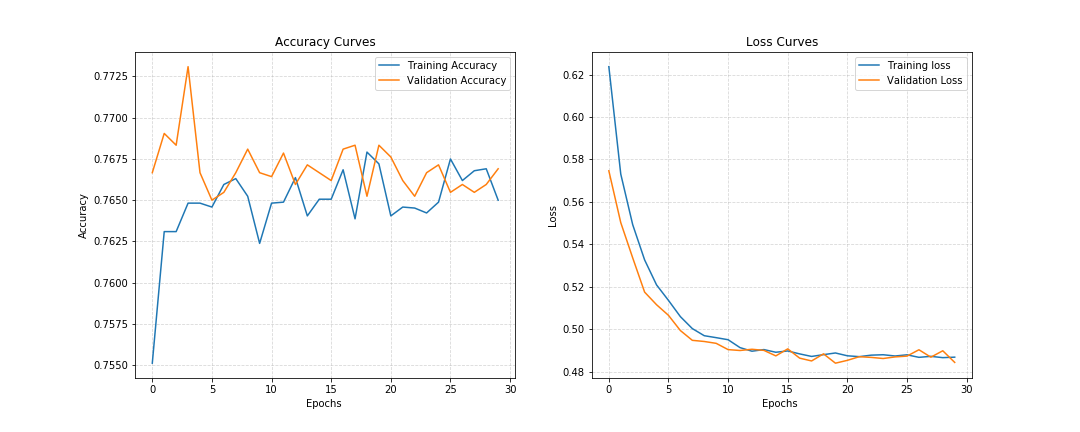 Accuracy Curves
Training Accuracy
Validation Accuracy
0.7725
0.7700
0.7675
0.7650
0.7625
0.7600
0.7575
0.7550
Accuracy
0 5 10 15 20 25 30
Epochs
Loss Curves
Training loss
Validation Loss
0.62
0.60
0.58
0.56
0.54
0.52
0.50
0.48
Loss
0 5 10 15 20 25 30
Epochs